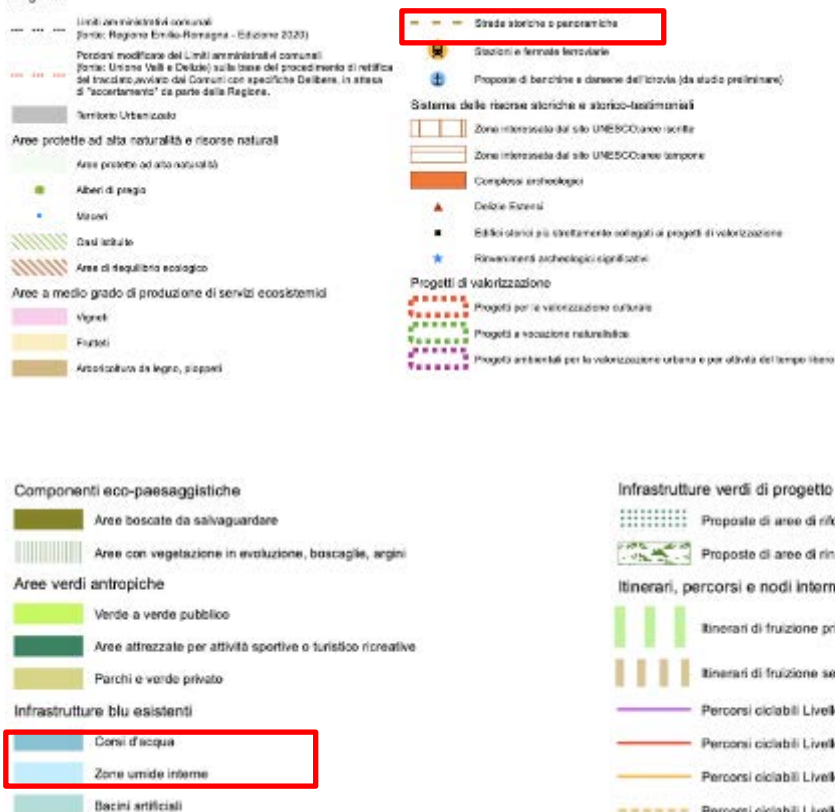 Limiti amministrativi comunali
(fonte: Regione Emilia-Romagna - Edizione 2020)
Porzioni modificate dei Limiti amministrativi comunali
(fonte: Unione Valli e Delizie) sulla base del procedimento di rettifica
del tracciato, avviato dai Comuni con specifiche Delibere, in attesa
di "accertamento" da parte della Regione.
Territorio Urbanizzato
Aree protette ad alta naturalità e risorse naturali
Aree protette ad alta naturalità
Alberi di pregio
Maceri
Oasi istituite
Aree di riequilibrio ecologico
Aree a medio grado di produzione di servizi ecosistemici
Vigneti
Frutteti
Arboricoltura da legno, pioppeti
Strade storiche o panoramiche
Stazioni e fermate ferroviarie
Proposte di banchine e darsene dell'idrovia (da studio preliminare)
Sistema delle risorse storiche e storico-testimoniali
Zona interessata dal sito UNESCO: aree iscritte
Zona interessata dal sito UNESCO: aree tampone
Complessi archeologici
Delizie Estensi
Edifici storici più strettamente collegati ai progetti di valorizzazione
Rinvenimenti archeologici significativi
Progetti di valorizzazione
Progetti per la valorizzazione culturale
Progetti a vocazione naturalistica
Progetti ambientali per la valorizzazione urbana e per attività del tempo libero
Componenti eco-paesaggistiche
Aree boscate da salvaguardare
Aree con vegetazione in evoluzione, boscaglie, argini
Aree verdi antropiche
Verde a verde pubblico
Aree attrezzate per attività sportive o turistico ricreative
Parchi e verde privato
Infrastrutture blu esistenti
Corsi d'acqua
Zone umide interne
Bacini artificiali
Infrastrutture verdi di progetto
Proposte di aree di
Proposte di aree di
Itinerari, percorsi e nodi
Itinerari di fruizione
Itinerari di fruizione
Percorsi ciclabili
Percorsi ciclabili
Percorsi ciclabili
Percorsi ciclabili